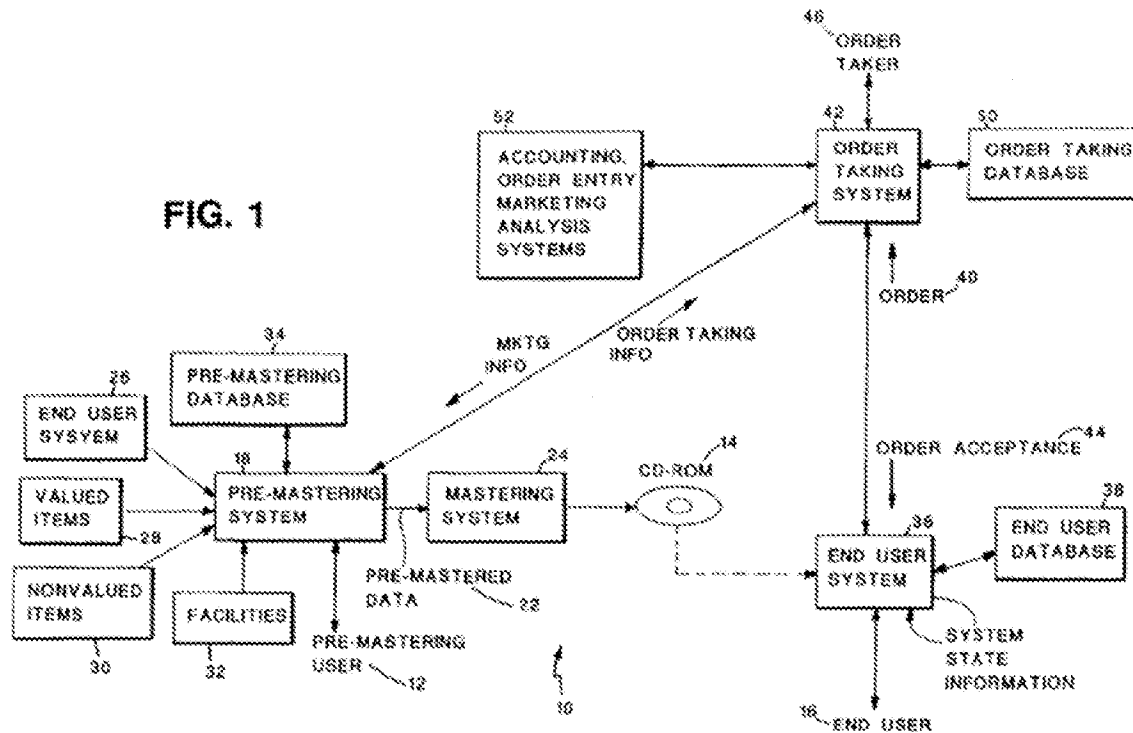 46
ORDER
TAKER
52
ACCOUNTING,
ORDER ENTRY
MARKETING
ANALYSIS
SYSTEMS
42
ORDER
TAKING
SYSTEM
50
ORDER TAKING
DATABASE
FIG. 1
ORDER
40
MKTG
INFO
ORDER TAKING
INFO
34
PRE-MASTERING
DATABASE
26
END USER
SYSYEM
18
PRE-MASTERING
SYSTEM
24
MASTERING
SYSTEM
14
CD-ROM
ORDER ACCEPTANCE
44
VALUED
ITEMS
28
36
END USER
SYSTEM
38
END USER
DATABASE
NONVALUED
ITEMS
30
FACILITIES
32
PRE-MASTERED
DATA
22
PRE-MASTERING
USER
12
10
SYSTEM
STATE
INFORMATION
16
END USER